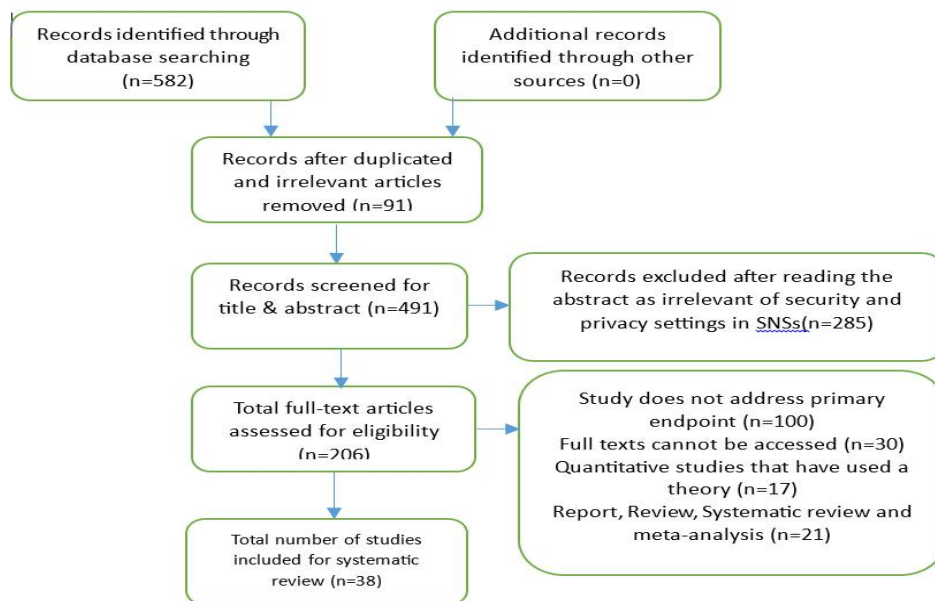 Records identified through
database searching
(n=582)
Additional records
identified through other
sources (n=0)
Records after duplicated
and irrelevant articles
removed (n=91)
Records screened for
title & abstract (n=491)
Records excluded after reading the
abstract as irrelevant of security and
privacy settings in SNSs(n=285)
Total full-text articles
assessed for eligibility
(n=206)
Study does not address primary
endpoint (n=100)
Full texts cannot be accessed (n=30)
Quantitative studies that have used a
theory (n=17)
Report, Review, Systematic review and
meta-analysis (n=21)
Total number of studies
included for systematic
review (n=38)